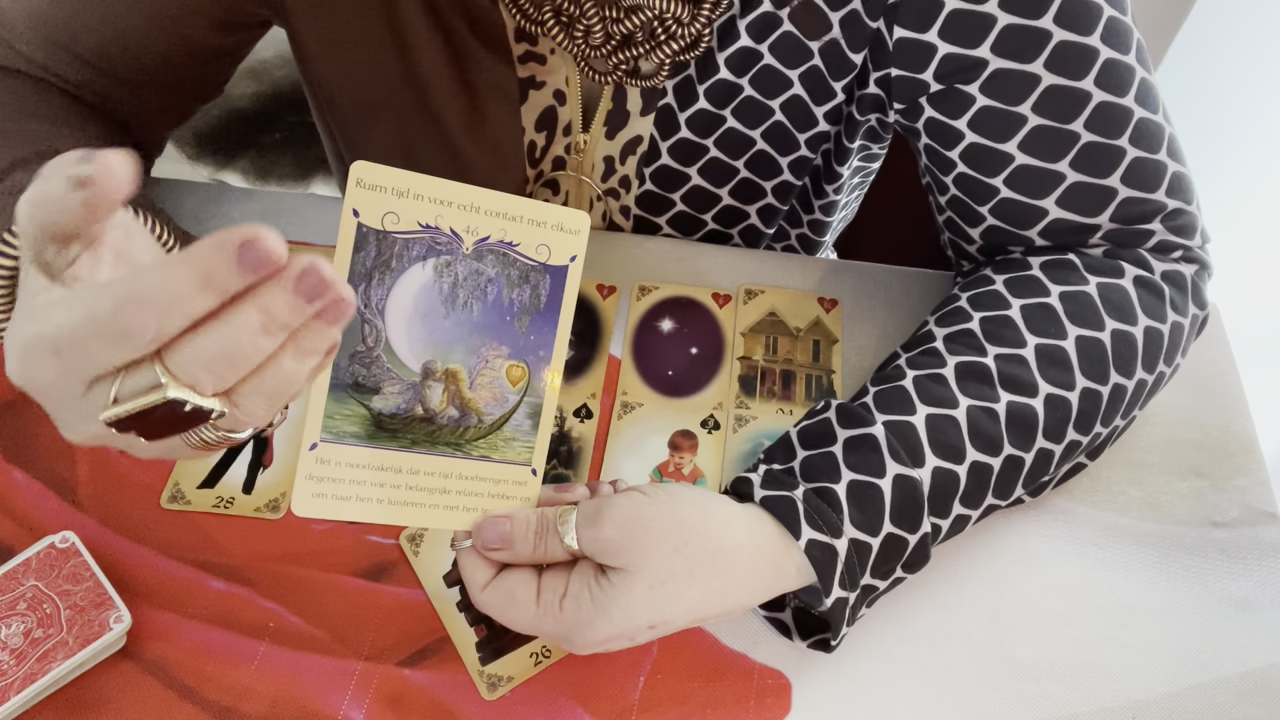 Ruim tijd in voor echt contact met elkaar
46
Het is noodzakelijk dat we tijd doorbrengen met
degenen met wie we belangrijke relaties hebben en
om naar hen te luisteren en met hen te
28
26